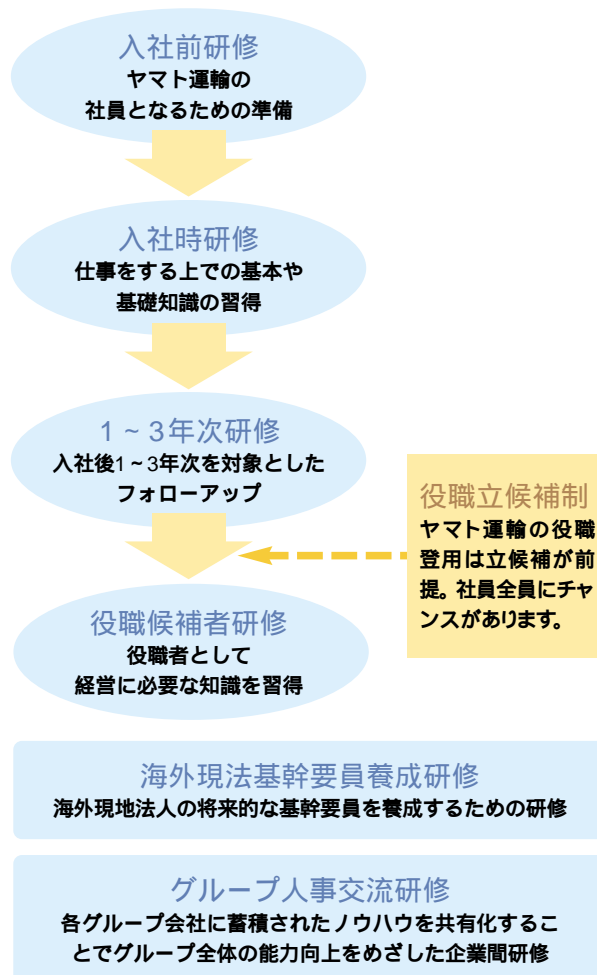 入社前研修
ヤマト運輸の
社員となるための準備
入社時研修
仕事をする上での基本や
基礎知識の習得
1~3年次研修
入社後1~3年次を対象とした
フォローアップ
役職立候補制
ヤマト運輸の役職
登用は立候補が前
提。社員全員にチャ
ンスがあります。
役職候補者研修
役職者として
経営に必要な知識を習得
海外現法基幹要員養成研修
海外現地法人の将来的な基幹要員を養成するための研修
グループ人事交流研修
各グループ会社に蓄積されたノウハウを共有化するこ
とでグループ全体の能力向上をめざした企業間研修